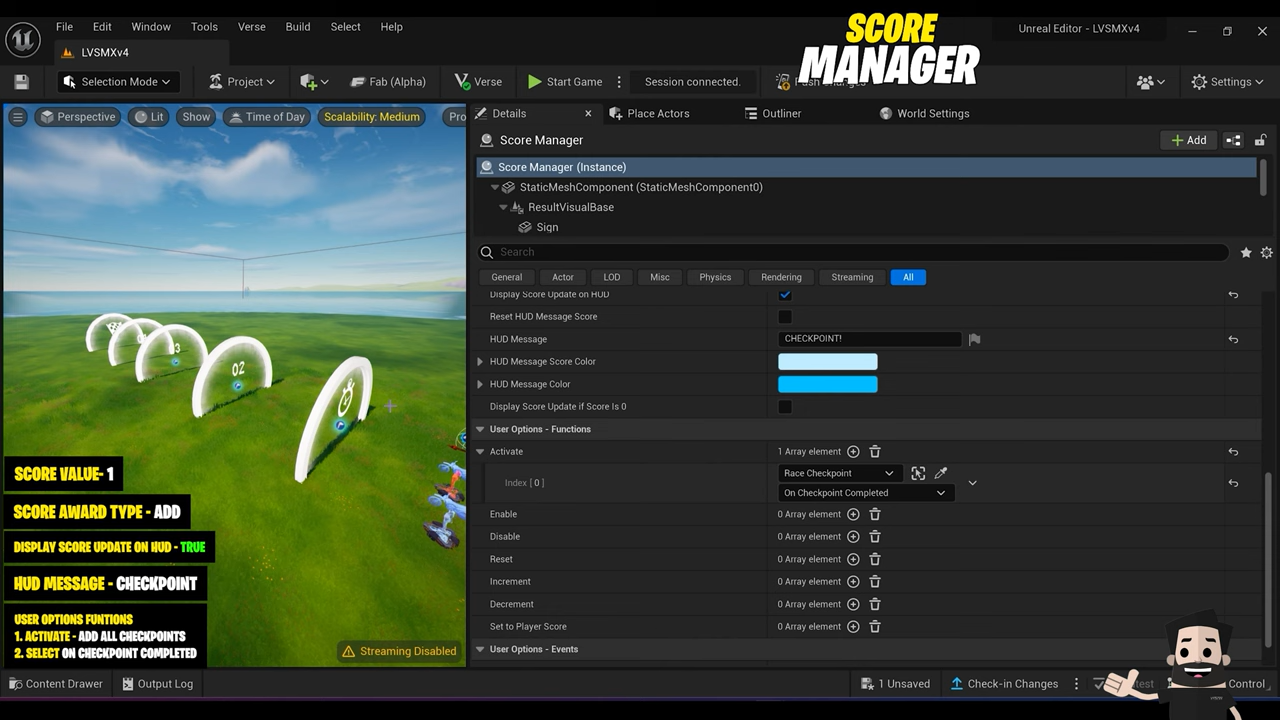 File Edit Window Tools Verse Build Select Help
SCORE
MANAGER
Unreal Editor - LVSMXv4
LVSMXv4
Selection Mode Project Fab (Alpha) Verse Start Game Session connected. Settings
Perspective Lit Show Time of Day Scalability: Medium Pro
Details Place Actors Outliner World Settings
Score Manager Add
Score Manager (Instance)
StaticMeshComponent (StaticMeshComponent0)
ResultVisualBase
Sign
Search
General Actor LOD Misc Physics Rendering Streaming All
Display Score Update on HUD
Reset HUD Message Score
HUD Message CHECKPOINT!
HUD Message Score Color
HUD Message Color
Display Score Update if Score Is 0
User Options - Functions
Activate 1 Array element
Index [ 0 ] Race Checkpoint
On Checkpoint Completed
Enable 0 Array element
Disable 0 Array element
Reset 0 Array element
Increment 0 Array element
Decrement 0 Array element
Set to Player Score 0 Array element
User Options - Events
3
02
SCORE VALUE- 1
SCORE AWARD TYPE - ADD
DISPLAY SCORE UPDATE ON HUD - TRUE
HUD MESSAGE - CHECKPOINT
USER OPTIONS FUNTIONS
1. ACTIVATE - ADD ALL CHECKPOINTS
2. SELECT ON CHECKPOINT COMPLETED
Streaming Disabled
Content Drawer Output Log 1 Unsaved Check-in Changes Control